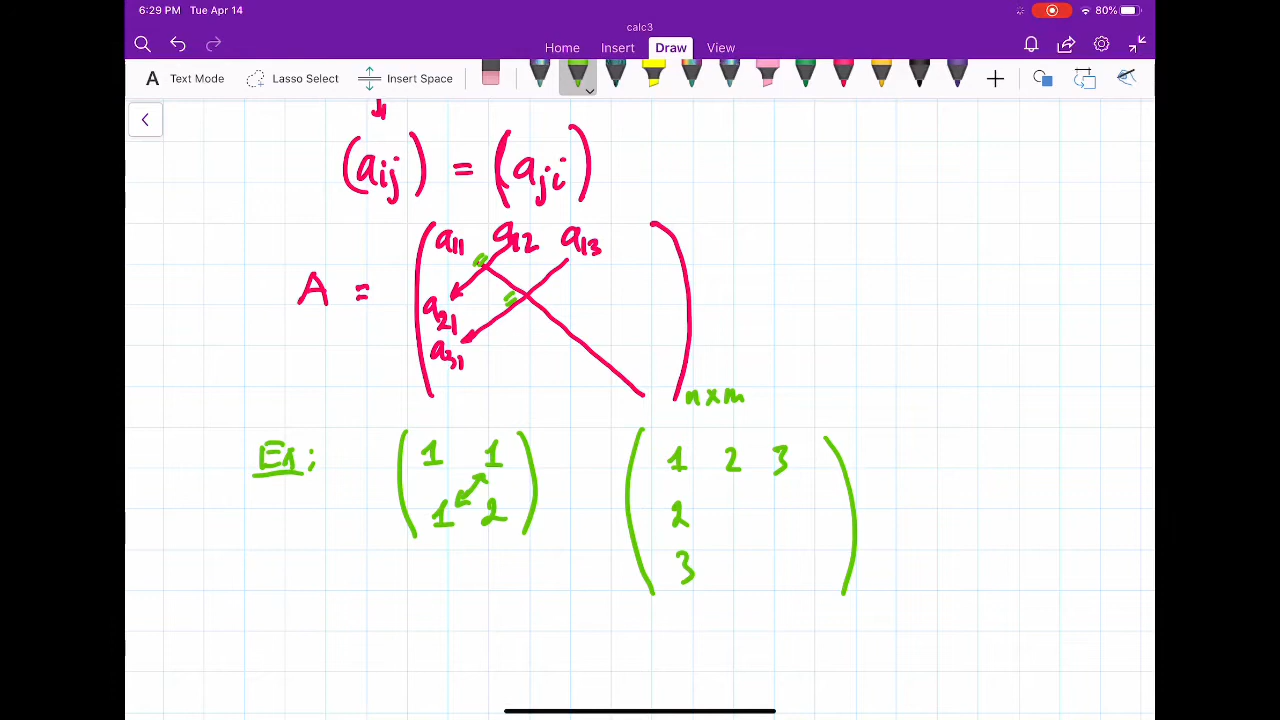 6:29 PM Tue Apr 14
80%
calc3
Home Insert Draw View
A Text Mode Lasso Select Insert Space
(aij) = (aji)
a11 a12 a13
A =
a21
a31
n×m
Ex: 1 1 1 2 3
1 2 2
3